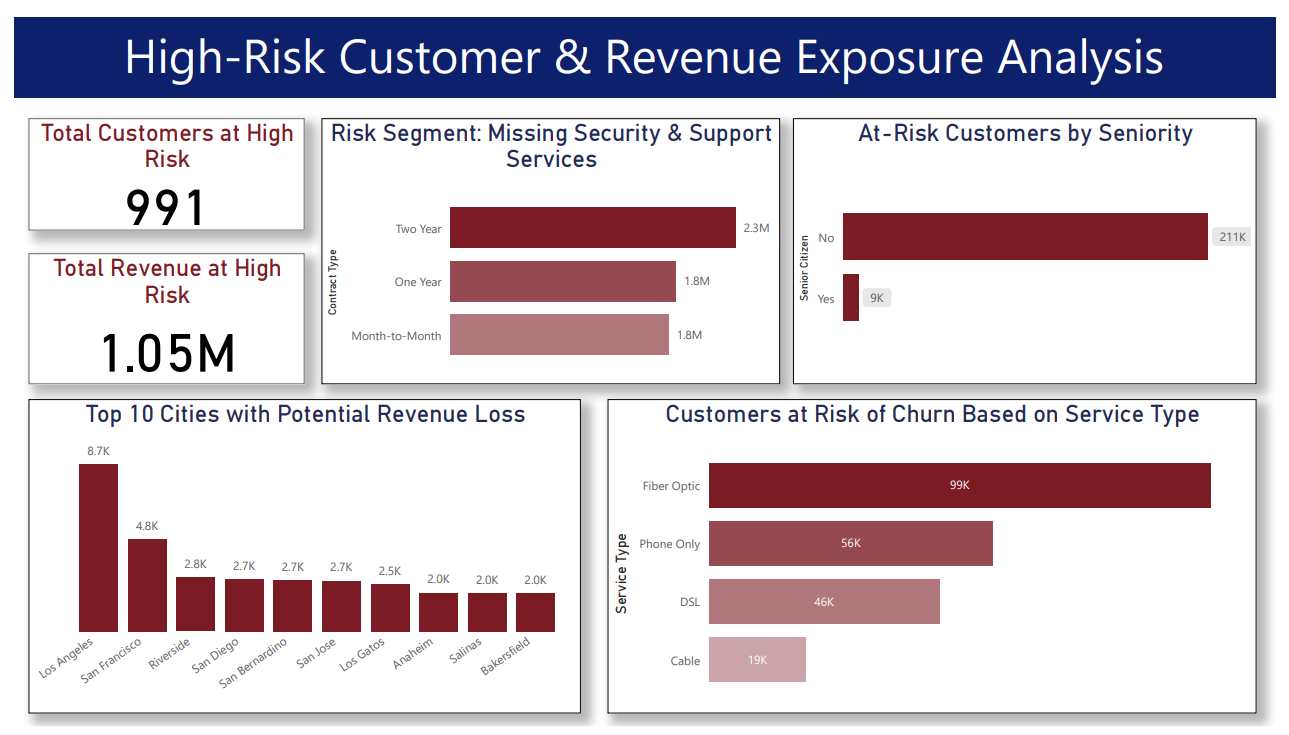 High-Risk Customer & Revenue Exposure Analysis
Total Customers at High
Risk
991
Total Revenue at High
Risk
1.05M
Risk Segment: Missing Security & Support
Services
Contract Type
Two Year
2.3M
One Year
1.8M
Month-to-Month
1.8M
At-Risk Customers by Seniority
Senior Citizen
No
211K
Yes
9K
Top 10 Cities with Potential Revenue Loss
8.7K
4.8K
2.8K
2.7K
2.7K
2.7K
2.5K
2.0K
2.0K
2.0K
Los Angeles
San Francisco
Riverside
San Diego
San Bernardino
San Jose
Los Gatos
Anaheim
Salinas
Bakersfield
Customers at Risk of Churn Based on Service Type
Service Type
Fiber Optic
99K
Phone Only
56K
DSL
46K
Cable
19K